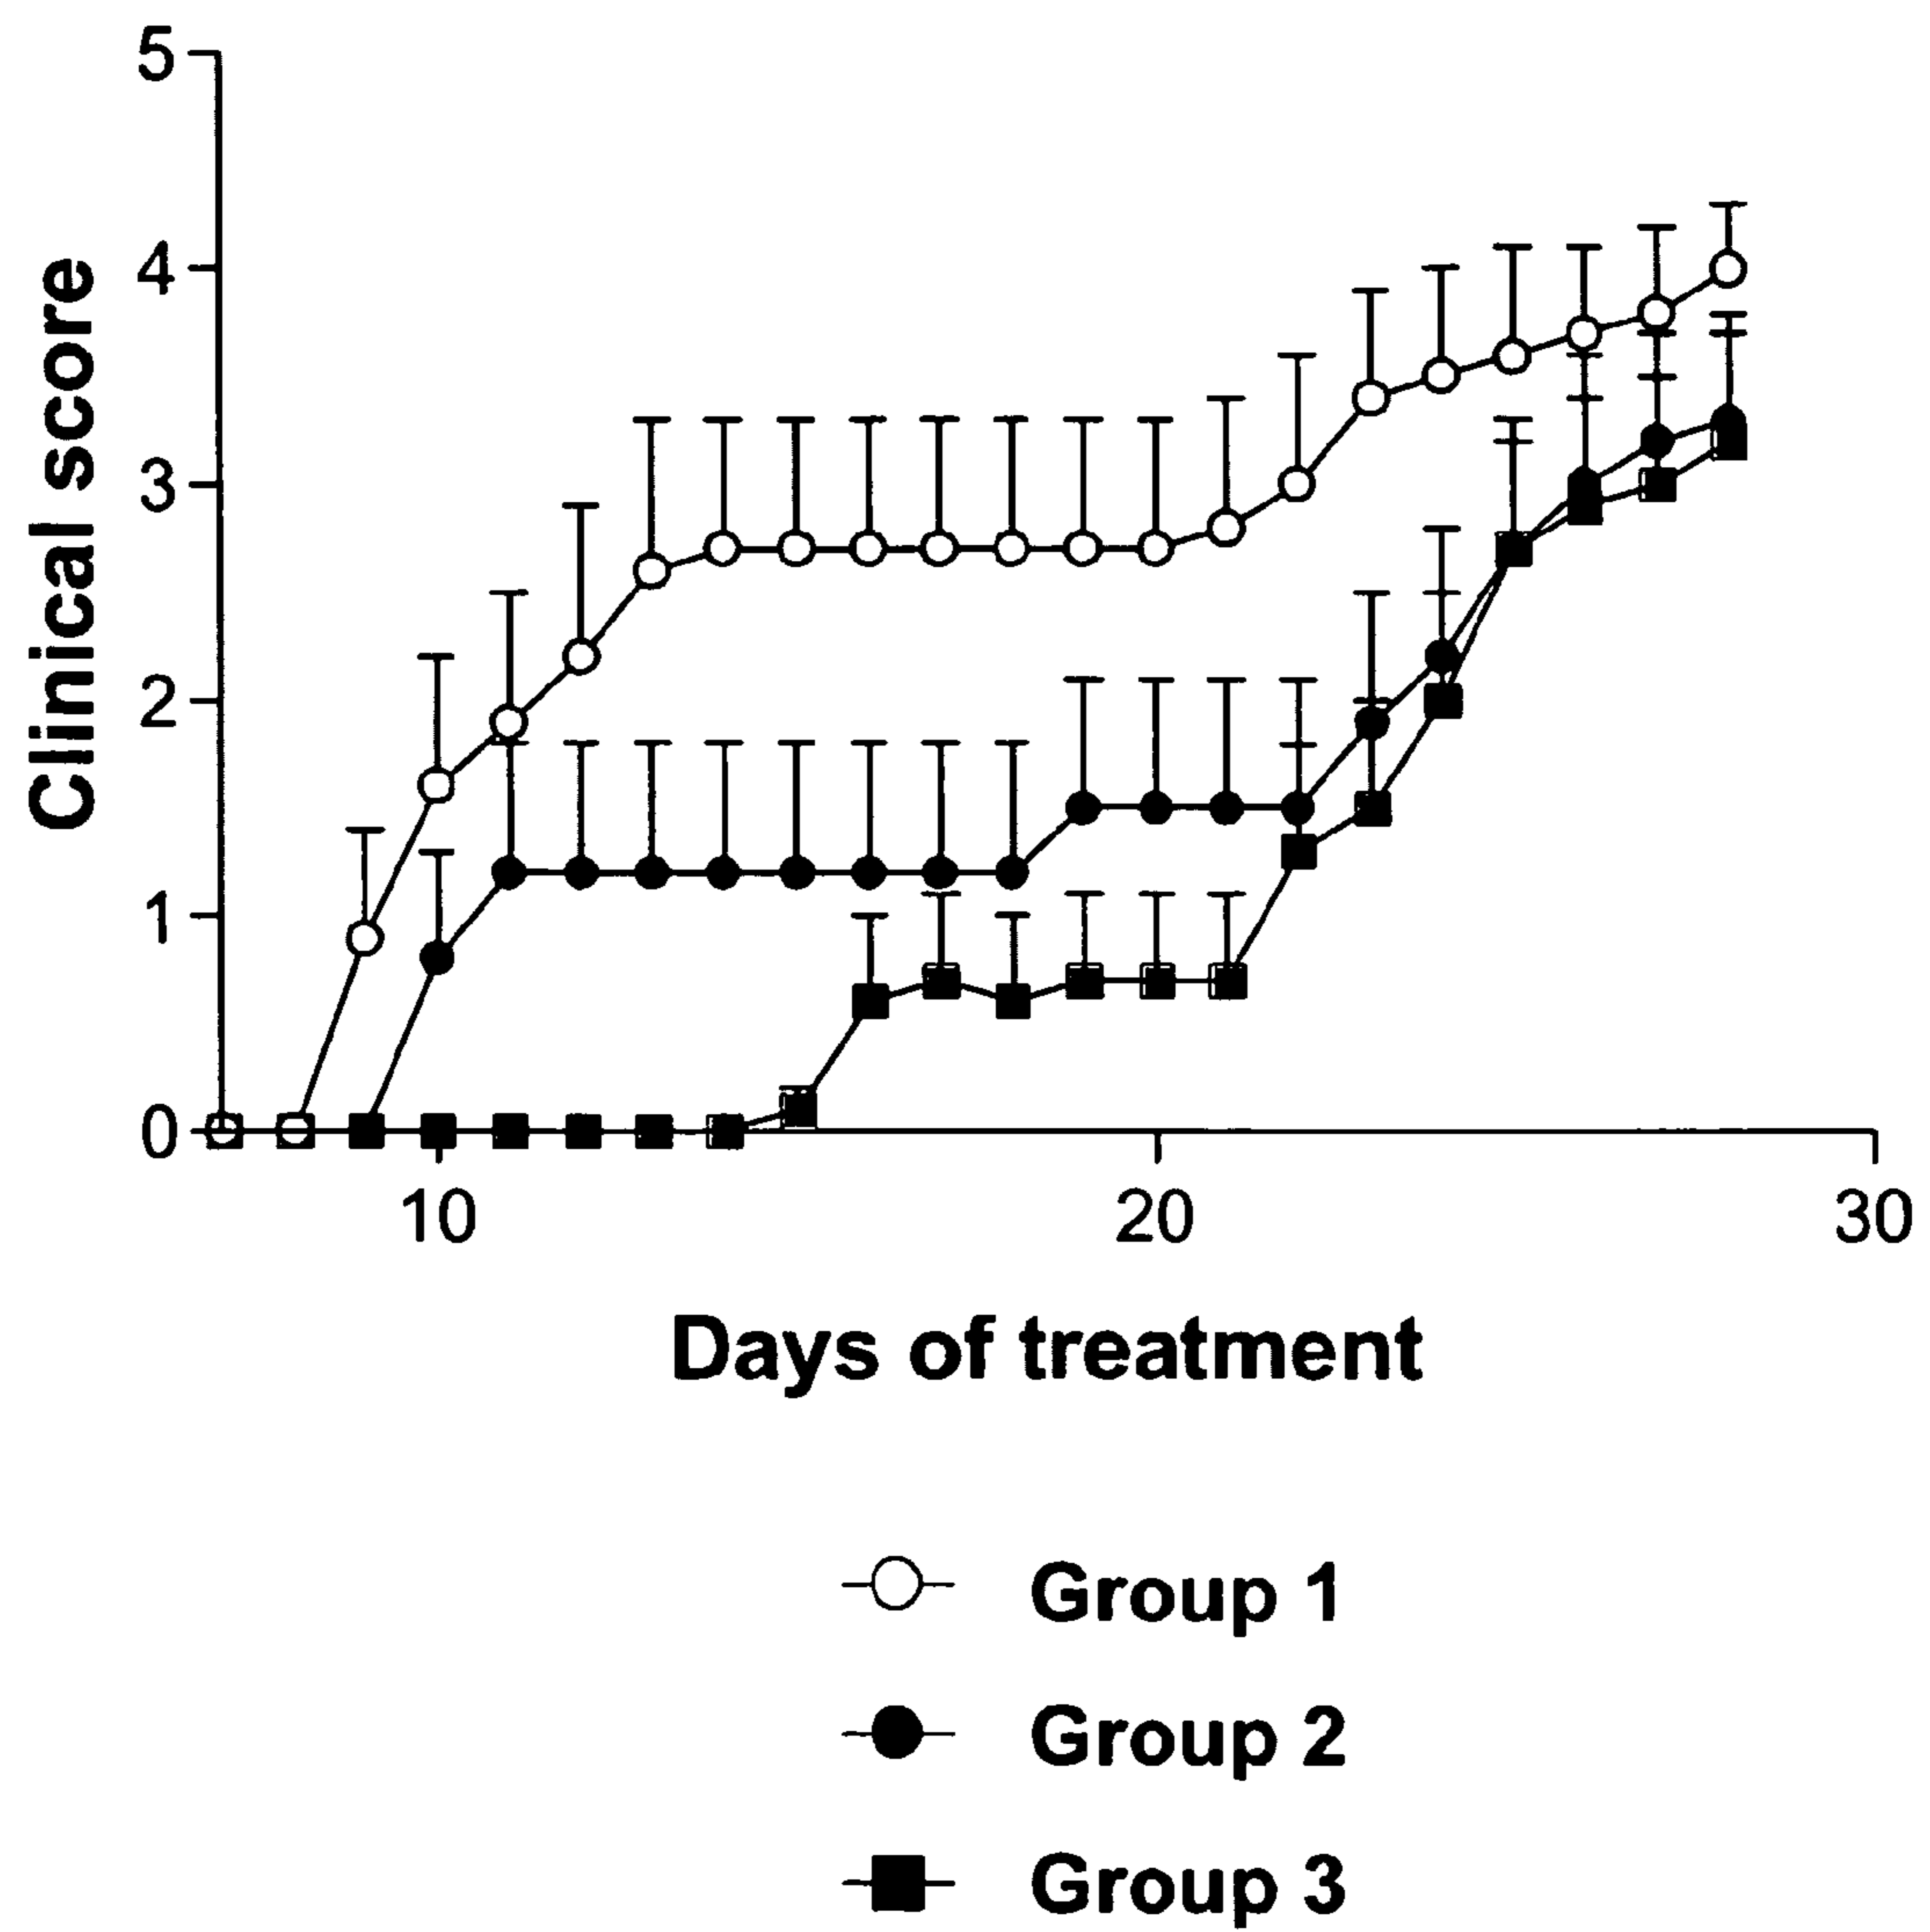 5
4
3
2
1
0
Clinical score
10 20 30
Days of treatment
Group 1
Group 2
Group 3